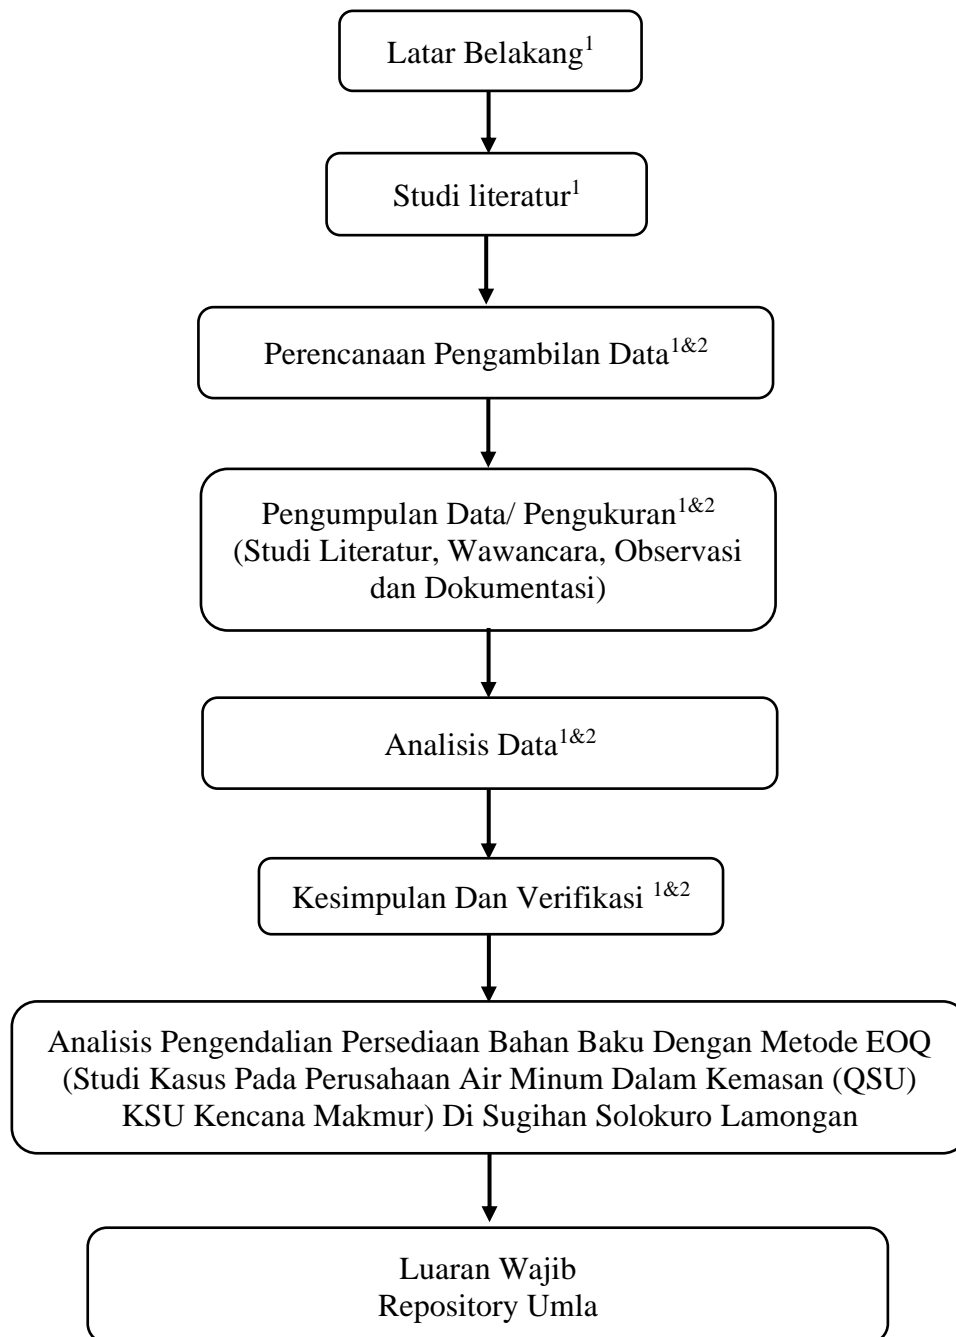 Latar Belakang¹
Studi literatur¹
Perencanaan Pengambilan Data¹&²
Pengumpulan Data/ Pengukuran¹&²
(Studi Literatur, Wawancara, Observasi
dan Dokumentasi)
Analisis Data¹&²
Kesimpulan Dan Verifikasi ¹&²
Analisis Pengendalian Persediaan Bahan Baku Dengan Metode EOQ
(Studi Kasus Pada Perusahaan Air Minum Dalam Kemasan (QSU)
KSU Kencana Makmur) Di Sugihan Solokuro Lamongan
Luaran Wajib
Repository Umla